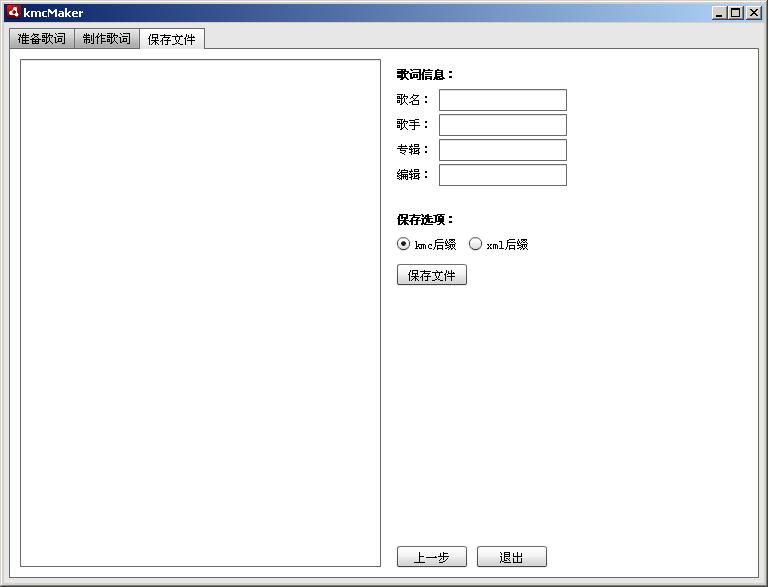 kmcMaker
准备歌词 制作歌词 保存文件
歌词信息：
歌名：
歌手：
专辑：
编辑：
保存选项：
kmc后缀 xml后缀
保存文件
上一步 退出